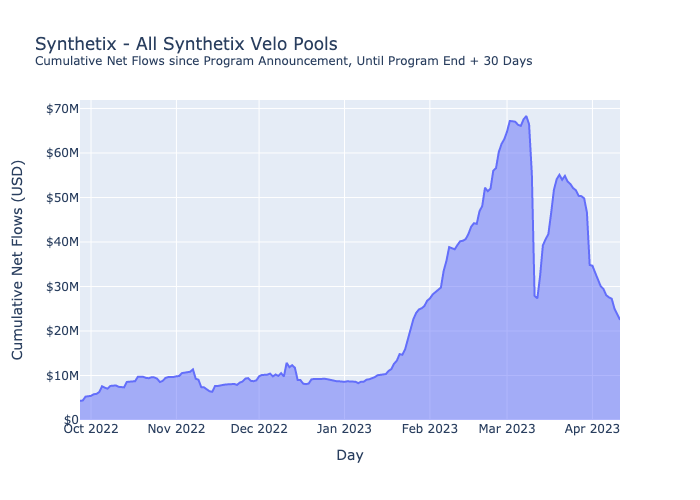 Synthetix - All Synthetix Velo Pools
Cumulative Net Flows since Program Announcement, Until Program End + 30 Days
Cumulative Net Flows (USD)
$70M
$60M
$50M
$40M
$30M
$20M
$10M
$0
Oct 2022 Nov 2022 Dec 2022 Jan 2023 Feb 2023 Mar 2023 Apr 2023
Day